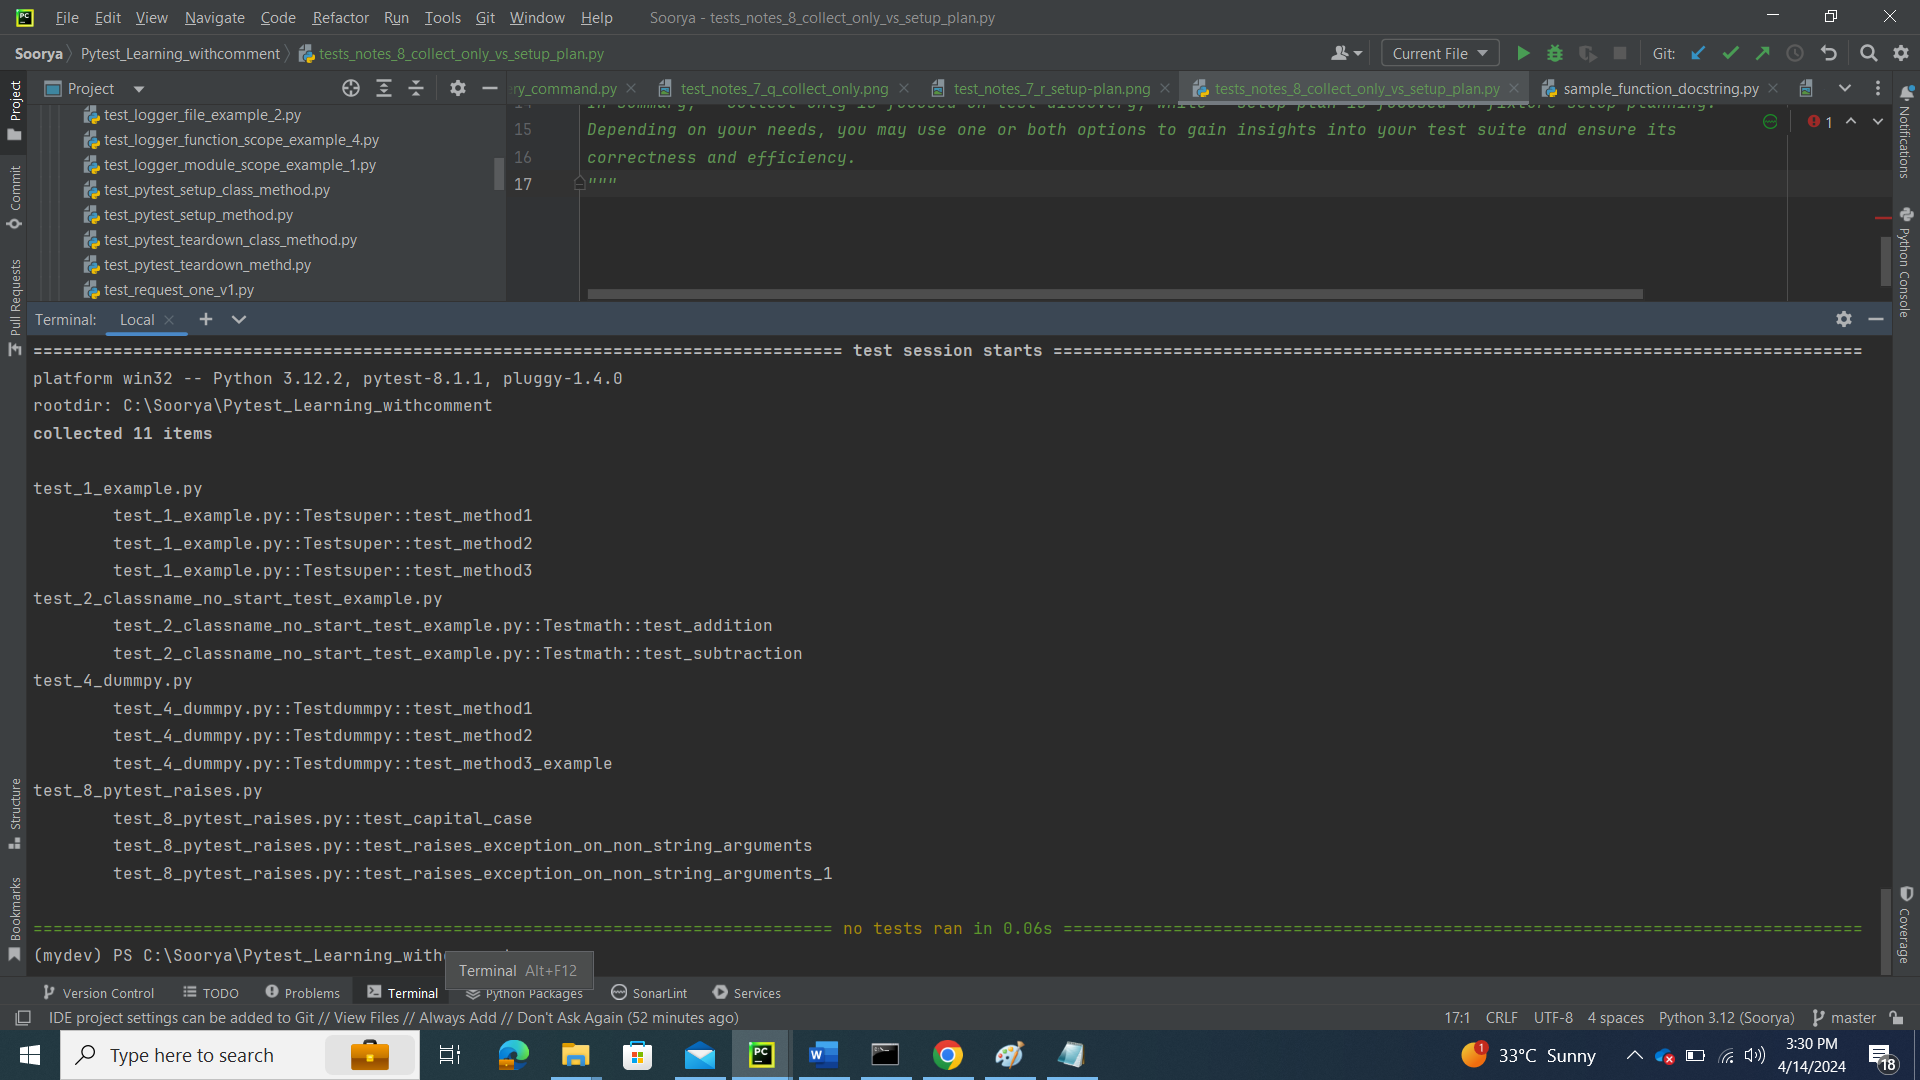 File Edit View Navigate Code Refactor Run Tools Git Window Help Soorya - tests_notes_8_collect_only_vs_setup_plan.py
Soorya Pytest_Learning_withcomment tests_notes_8_collect_only_vs_setup_plan.py Current File Git:
Project ry_command.py test_notes_7_q_collect_only.png test_notes_7_r_setup-plan.png tests_notes_8_collect_only_vs_setup_plan.py sample_function_docstring.py
test_logger_file_example_2.py
test_logger_function_scope_example_4.py
test_logger_module_scope_example_1.py
test_pytest_setup_class_method.py
test_pytest_setup_method.py
test_pytest_teardown_class_method.py
test_pytest_teardown_methd.py
test_request_one_v1.py
15 Depending on your needs, you may use one or both options to gain insights into your test suite and ensure its
16 correctness and efficiency.
17 """
1
Project
Commit
Pull Requests
Structure
Bookmarks
Notifications
Python Console
Coverage
Terminal: Local
================================================================================= test session starts =================================================================================
platform win32 -- Python 3.12.2, pytest-8.1.1, pluggy-1.4.0
rootdir: C:\Soorya\Pytest_Learning_withcomment
collected 11 items
test_1_example.py
test_1_example.py::Testsuper::test_method1
test_1_example.py::Testsuper::test_method2
test_1_example.py::Testsuper::test_method3
test_2_classname_no_start_test_example.py
test_2_classname_no_start_test_example.py::Testmath::test_addition
test_2_classname_no_start_test_example.py::Testmath::test_subtraction
test_4_dummpy.py
test_4_dummpy.py::Testdummpy::test_method1
test_4_dummpy.py::Testdummpy::test_method2
test_4_dummpy.py::Testdummpy::test_method3_example
test_8_pytest_raises.py
test_8_pytest_raises.py::test_capital_case
test_8_pytest_raises.py::test_raises_exception_on_non_string_arguments
test_8_pytest_raises.py::test_raises_exception_on_non_string_arguments_1
================================================================================ no tests ran in 0.06s ================================================================================
(mydev) PS C:\Soorya\Pytest_Learning_withc
Terminal Alt+F12
Version Control TODO Problems Terminal Python Packages SonarLint Services
IDE project settings can be added to Git // View Files // Always Add // Don't Ask Again (52 minutes ago) 17:1 CRLF UTF-8 4 spaces Python 3.12 (Soorya) master
Type here to search 1 33°C Sunny 3:30 PM
4/14/2024 18